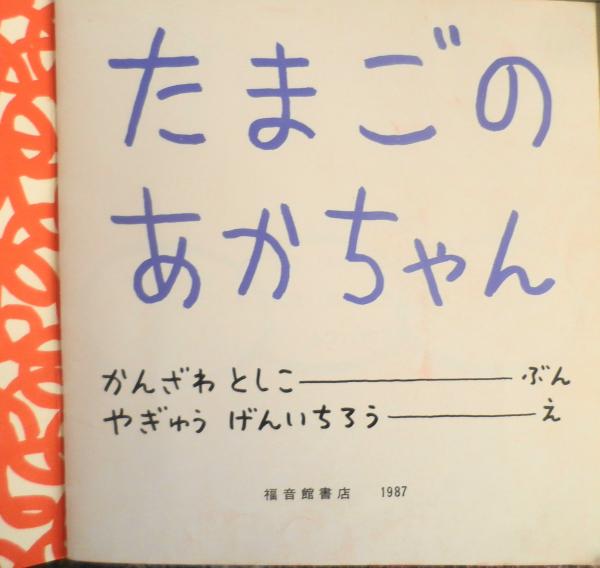 たまごの
あかちゃん
かんざわ としこ――――ぶん
やぎゅう げんいちろう――――え
福音館書店 1987